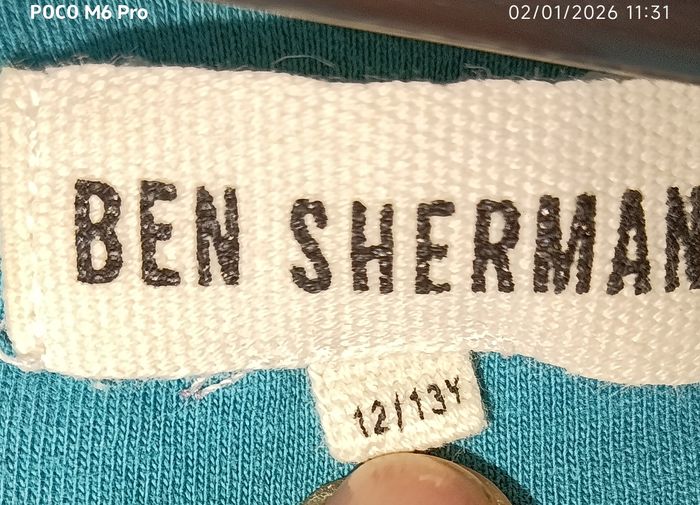 POCO M6 Pro
02/01/2026 11:31
BEN SHERMAN
12/13Y